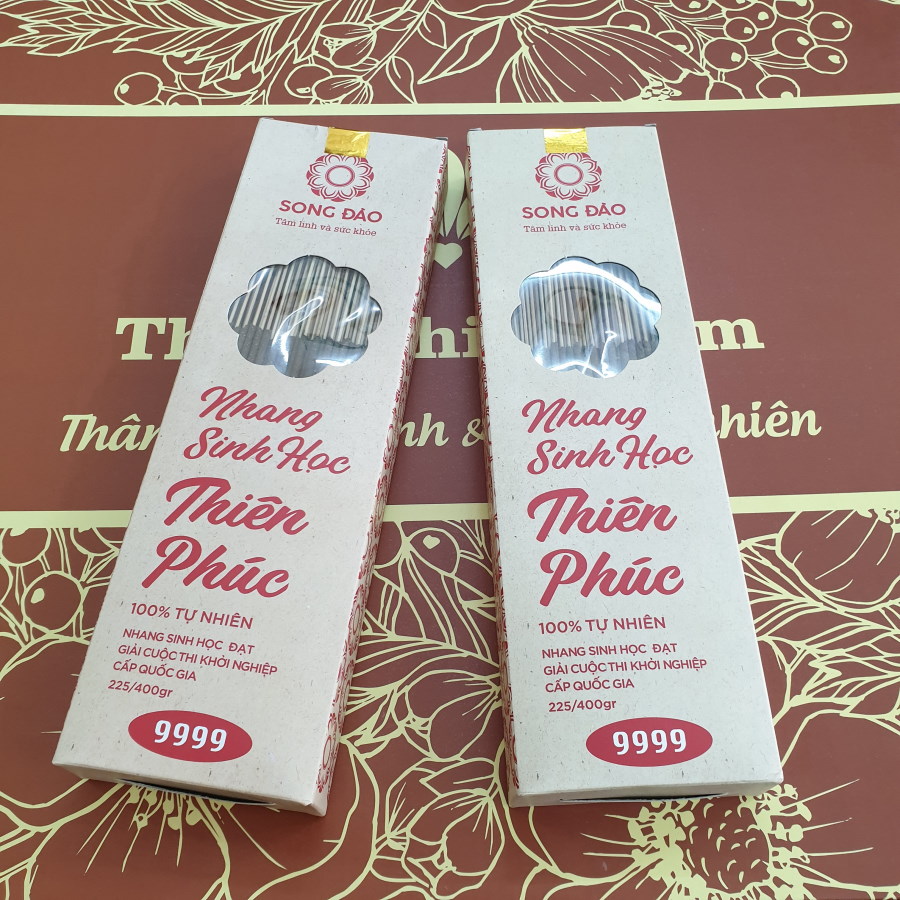 SONG ĐÀO
Tâm linh và sức khỏe
Nhang
Sinh Học
Thiên
Phúc
100% TỰ NHIÊN
NHANG SINH HỌC ĐẠT
GIẢI CUỘC THI KHỞI NGHIỆP
CẤP QUỐC GIA
225/400gr
9999
SONG ĐÀO
Tâm linh và sức khỏe
Nhang
Sinh Học
Thiên
Phúc
100% TỰ NHIÊN
NHANG SINH HỌC ĐẠT
GIẢI CUỘC THI KHỞI NGHIỆP
CẤP QUỐC GIA
225/400gr
9999
Thân &